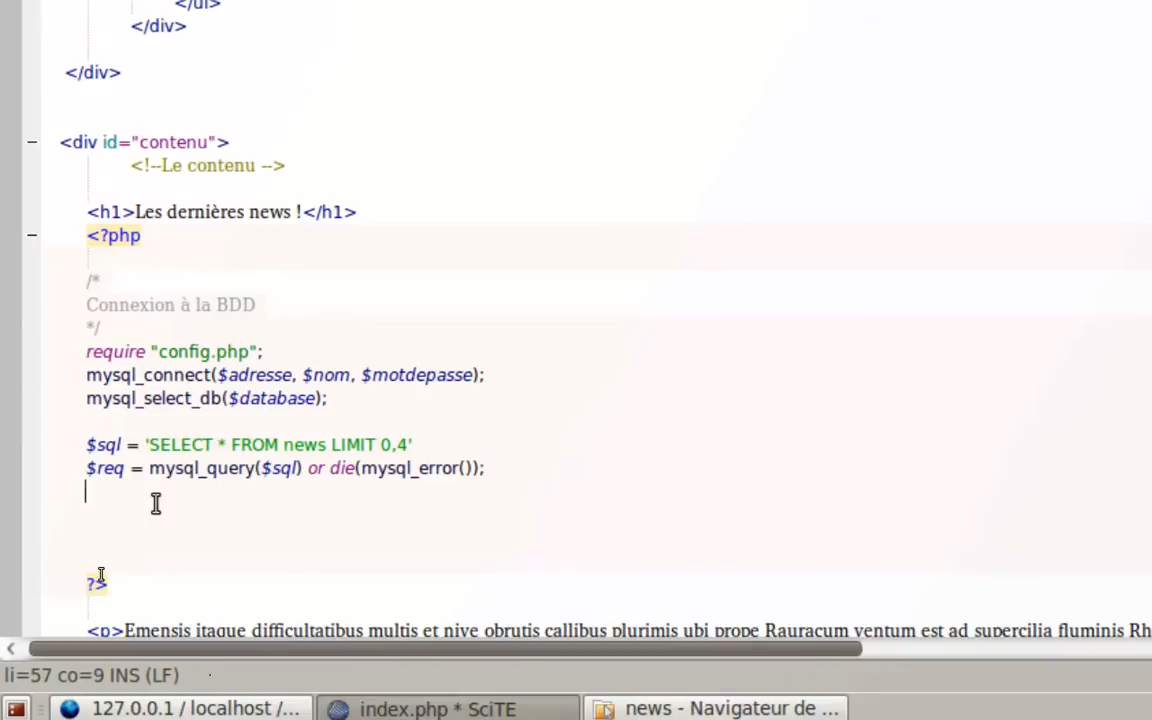 </ul>
</div>
</div>
<div id="contenu">
<!--Le contenu -->
<h1>Les dernières news !</h1>
<?php
/*
Connexion à la BDD
*/
require "config.php";
mysql_connect($adresse, $nom, $motdepasse);
mysql_select_db($database);
$sql = 'SELECT * FROM news LIMIT 0,4'
$req = mysql_query($sql) or die(mysql_error());
?>
<p>Emensis itaque difficultatibus multis et nive obrutis callibus plurimis ubi prope Rauracum ventum est ad supercilia fluminis Rh
li=57 co=9 INS (LF)
127.0.0.1 / localhost /...
index.php * SciTE
news - Navigateur de ...